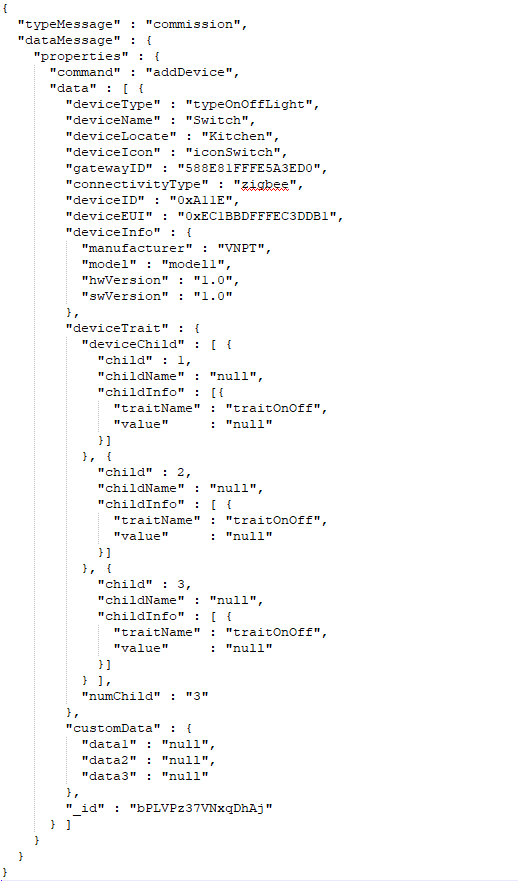 {
  "typeMessage" : "commission",
  "dataMessage" : {
    "properties" : {
      "command" : "addDevice",
      "data" : [ {
        "deviceType" : "typeOnOffLight",
        "deviceName" : "Switch",
        "deviceLocate" : "Kitchen",
        "deviceIcon" : "iconSwitch",
        "gatewayID" : "588E81FFFE5A3ED0",
        "connectivityType" : "zigbee",
        "deviceID" : "0xA11E",
        "deviceEUI" : "0xEC1BBDFFFEC3DDB1",
        "deviceInfo" : {
          "manufacturer" : "VNPT",
          "model" : "model1",
          "hwVersion" : "1.0",
          "swVersion" : "1.0"
        },
        "deviceTrait" : {
          "deviceChild" : [ {
            "child" : 1,
            "childName" : "null",
            "childInfo" : [{
              "traitName" : "traitOnOff",
              "value"     : "null"
            }]
          }, {
            "child" : 2,
            "childName" : "null",
            "childInfo" : [ {
              "traitName" : "traitOnOff",
              "value"     : "null"
            }]
          }, {
            "child" : 3,
            "childName" : "null",
            "childInfo" : [ {
              "traitName" : "traitOnOff",
              "value"     : "null"
            }]
          } ],
          "numChild" : "3"
        },
        "customData" : {
          "data1" : "null",
          "data2" : "null",
          "data3" : "null"
        },
        "_id" : "bPLVPz37VNxqDhAj"
      } ]
    }
  }
}